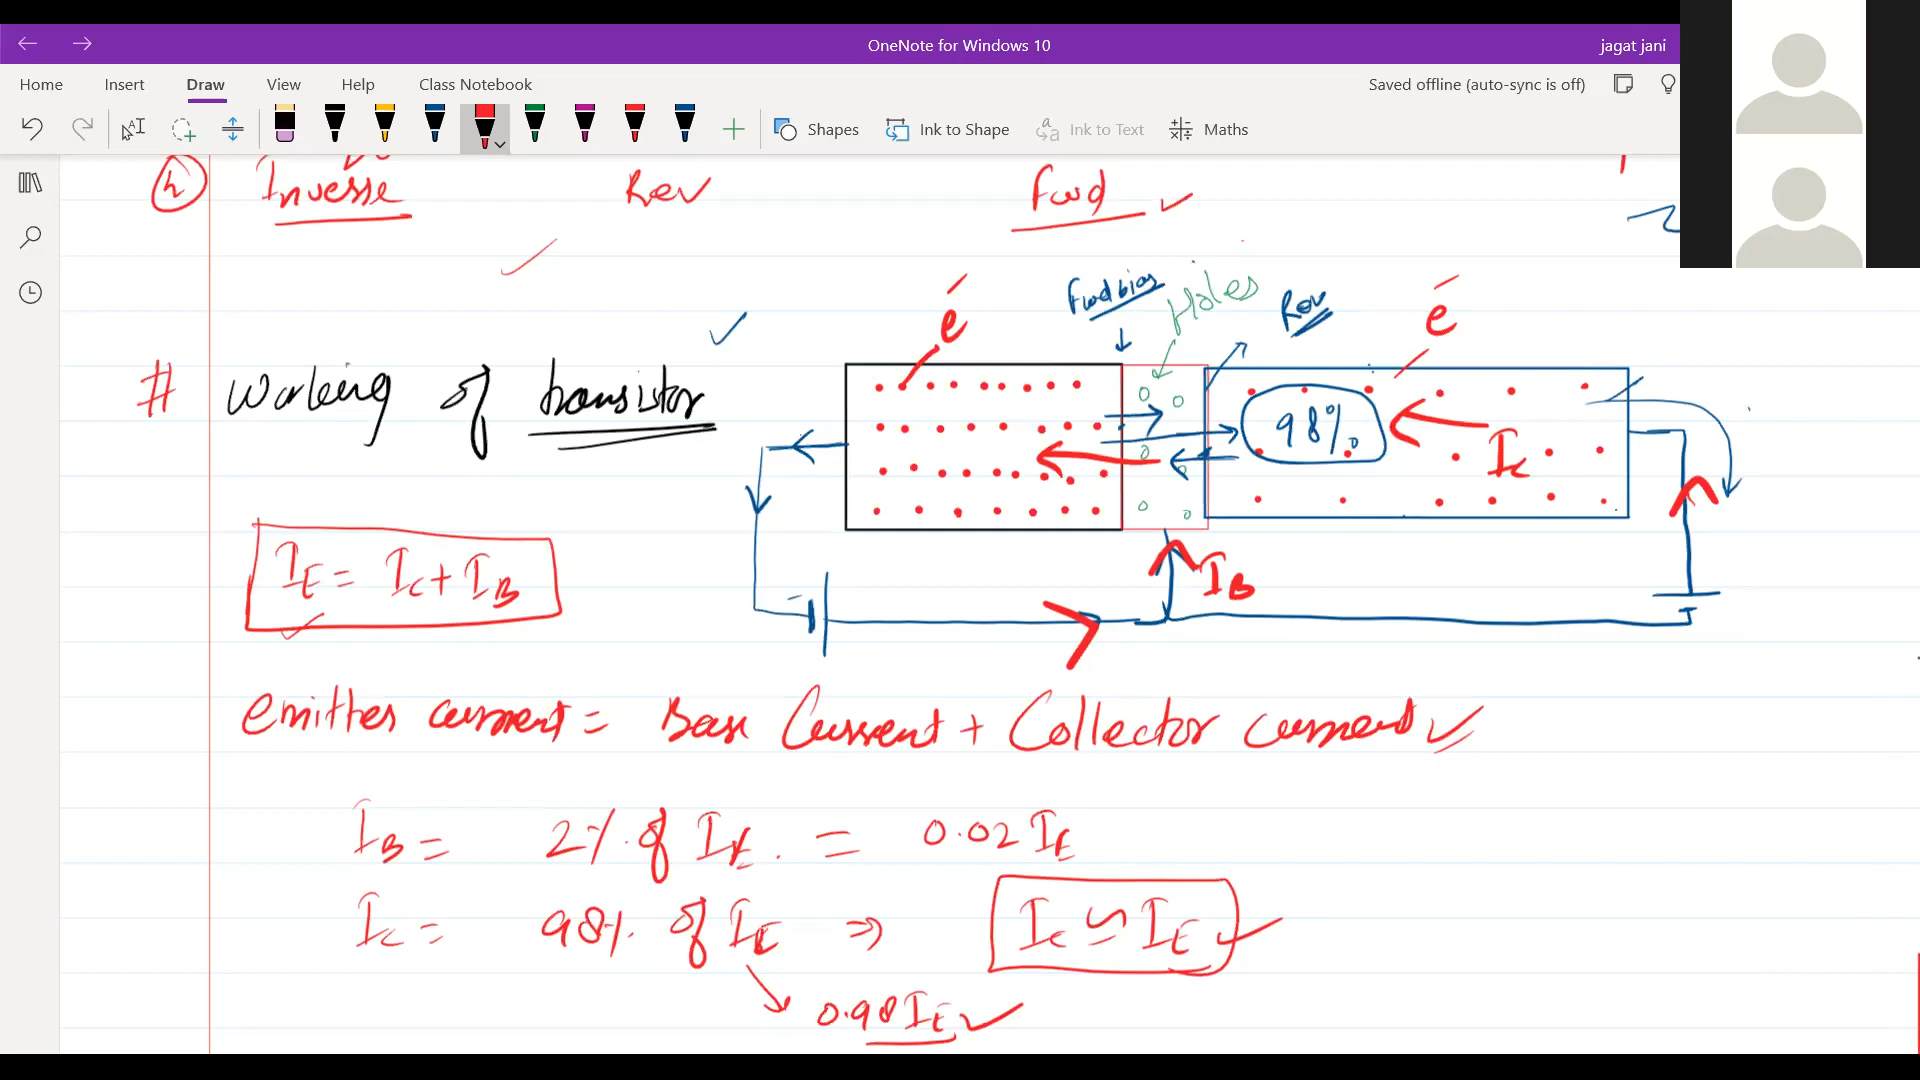 OneNote for Windows 10
jagat jani
Home Insert Draw View Help Class Notebook
Saved offline (auto-sync is off)
Shapes Ink to Shape Ink to Text Maths
Inverse Rev Fwd
Fwd bias Holes Rev
e e
# Working of transistor
98%
Ic
IE = Ic + IB
IB
emitter current = Base Current + Collector current
IB = 2% of IE . = 0.02 IE
Ic = 98% of IE ⇒ Ic ≃ IE
0.98 IE